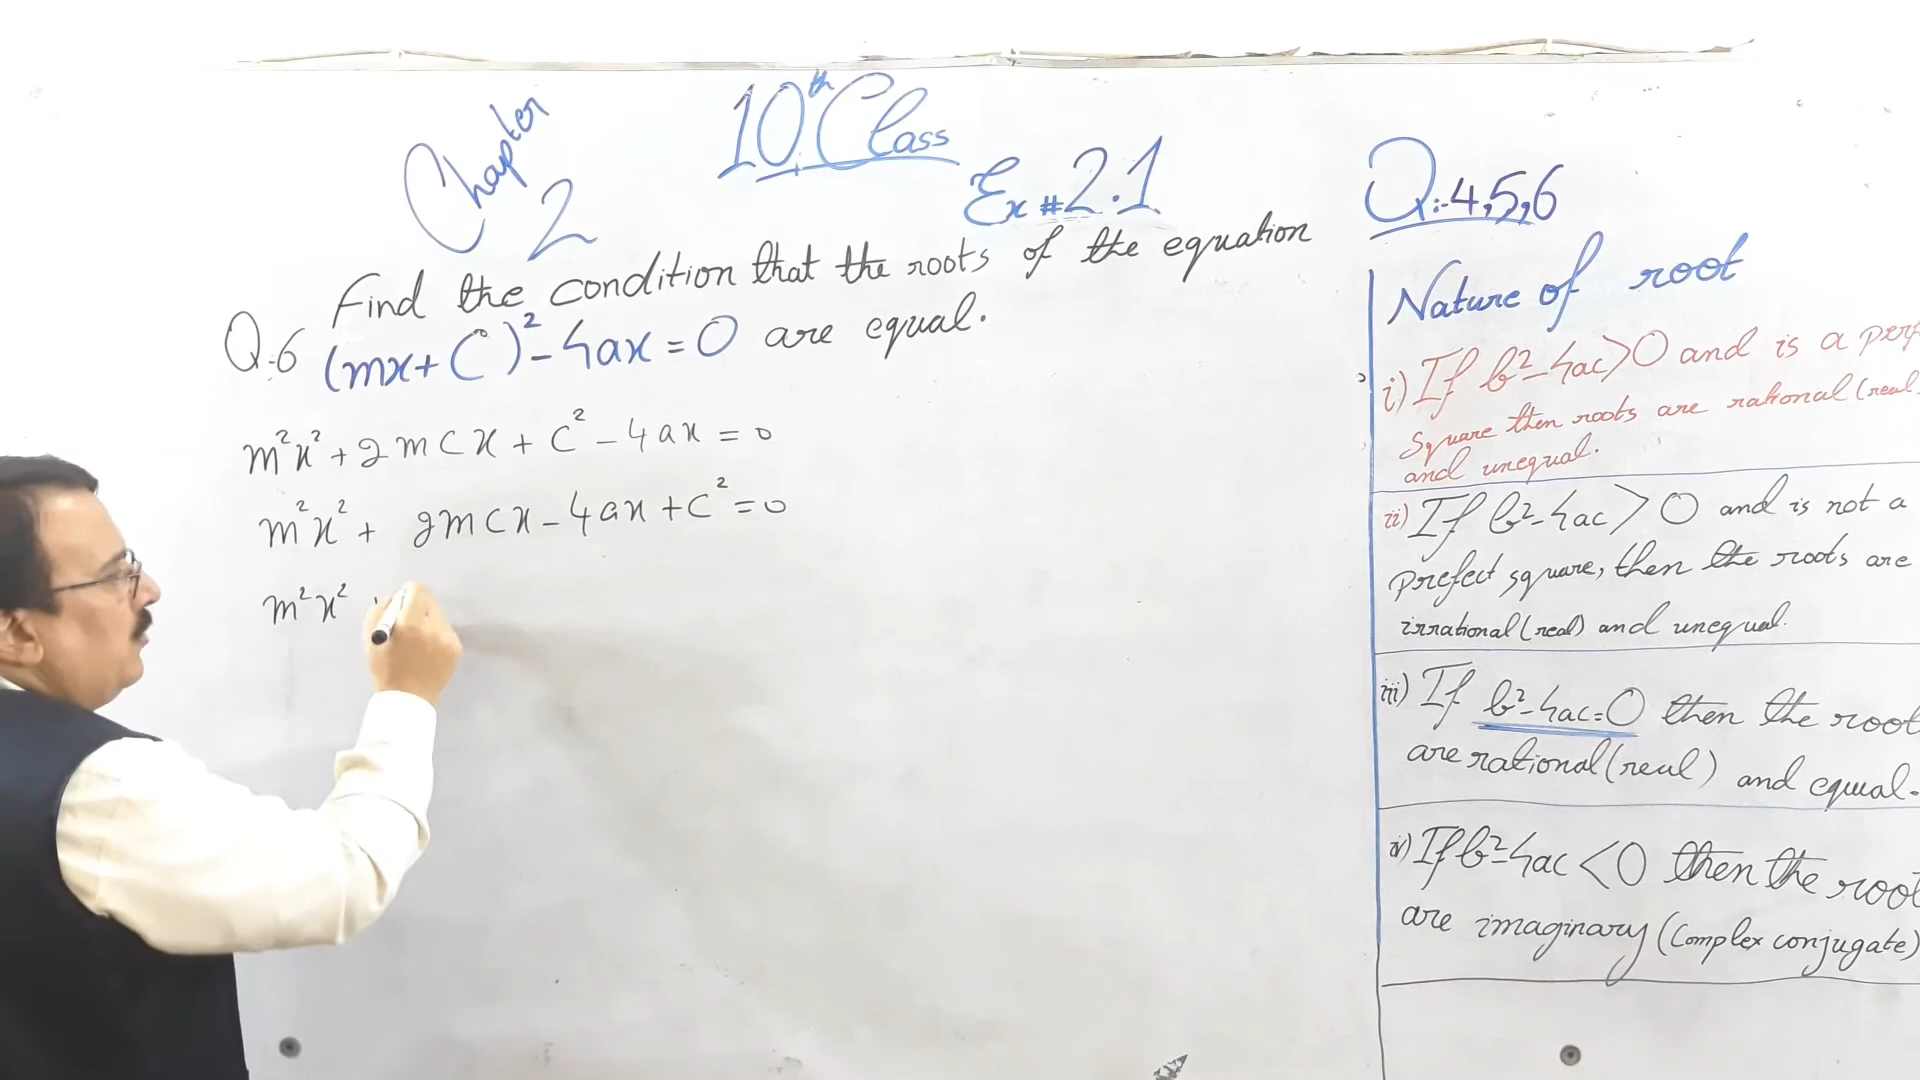 Chapter
2
10th Class
Ex # 2.1
Q:-4,5,6
Find the condition that the roots of the equation
Q.6 (mx+C)²-4ax=0 are equal.
m²x²+2mcx+c²-4ax=0
m²x²+ 2mcx-4ax+c²=0
m²x²
Nature of root
i) If b²-4ac>0 and is a
Square then roots are rational (real
and unequal.
ii) If b²-4ac>0 and is not a
prefect square, then the roots are
irrational (real) and unequal.
iii) If b²-4ac=0 then the root
are rational (real) and equal.
iv) If b²-4ac<0 then the root
are imaginary (Complex conjugate)